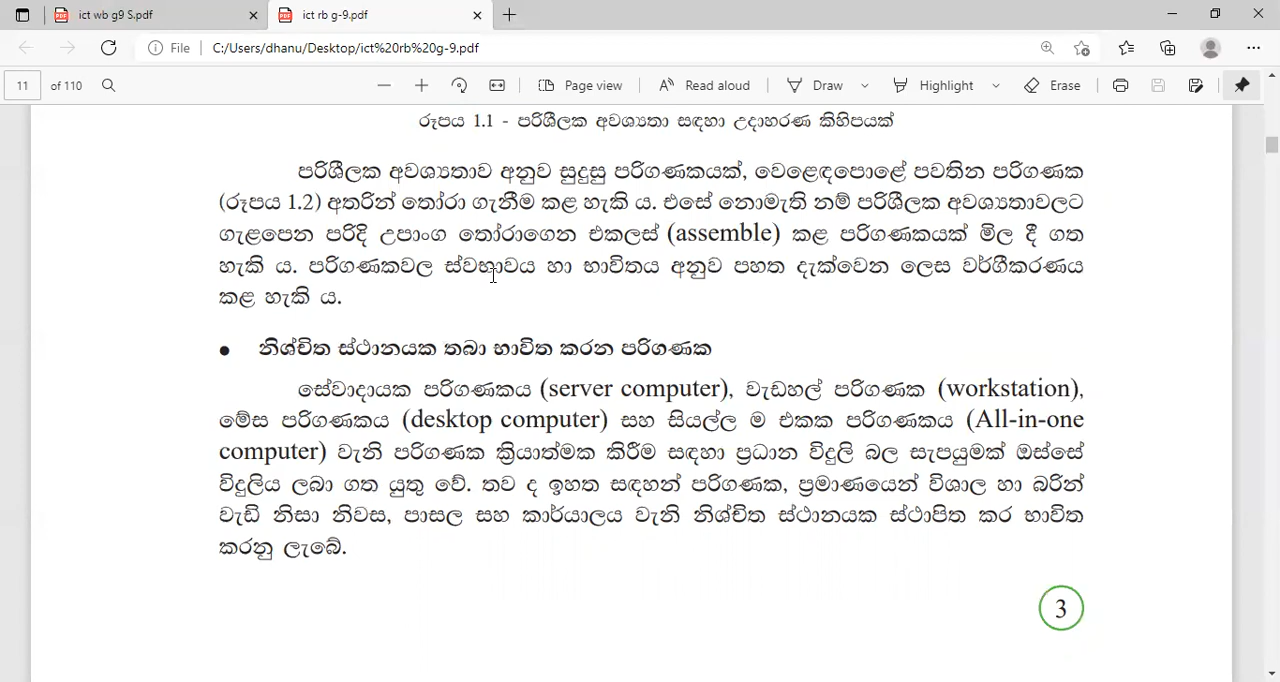 ict wb g9 S.pdf
ict rb g-9.pdf
File
C:/Users/dhanu/Desktop/ict%20rb%20g-9.pdf
11 of 110
Page view
Read aloud
Draw
Highlight
Erase
රූපය 1.1 - පරිශීලක අවශ්‍යතා සඳහා උදාහරණ කිහිපයක්
පරිශීලක අවශ්‍යතාව අනුව සුදුසු පරිගණකයක්, වෙළෙඳපොළේ පවතින පරිගණක
(රූපය 1.2) අතරින් තෝරා ගැනීම කළ හැකි ය. එසේ නොමැති නම් පරිශීලක අවශ්‍යතාවලට
ගැළපෙන පරිදි උපාංග තෝරාගෙන එකලස් (assemble) කළ පරිගණකයක් මිල දී ගත
හැකි ය. පරිගණකවල ස්වභාවය හා භාවිතය අනුව පහත දැක්වෙන ලෙස වර්ගීකරණය
කළ හැකි ය.
• නිශ්චිත ස්ථානයක තබා භාවිත කරන පරිගණක
සේවාදායක පරිගණකය (server computer), වැඩහල් පරිගණක (workstation),
මේස පරිගණකය (desktop computer) සහ සියල්ල ම එකක පරිගණකය (All-in-one
computer) වැනි පරිගණක ක්‍රියාත්මක කිරීම සඳහා ප්‍රධාන විදුලි බල සැපයුමක් ඔස්සේ
විදුලිය ලබා ගත යුතු වේ. තව ද ඉහත සඳහන් පරිගණක, ප්‍රමාණයෙන් විශාල හා බරින්
වැඩි නිසා නිවස, පාසල සහ කාර්යාලය වැනි නිශ්චිත ස්ථානයක ස්ථාපිත කර භාවිත
කරනු ලැබේ.
3